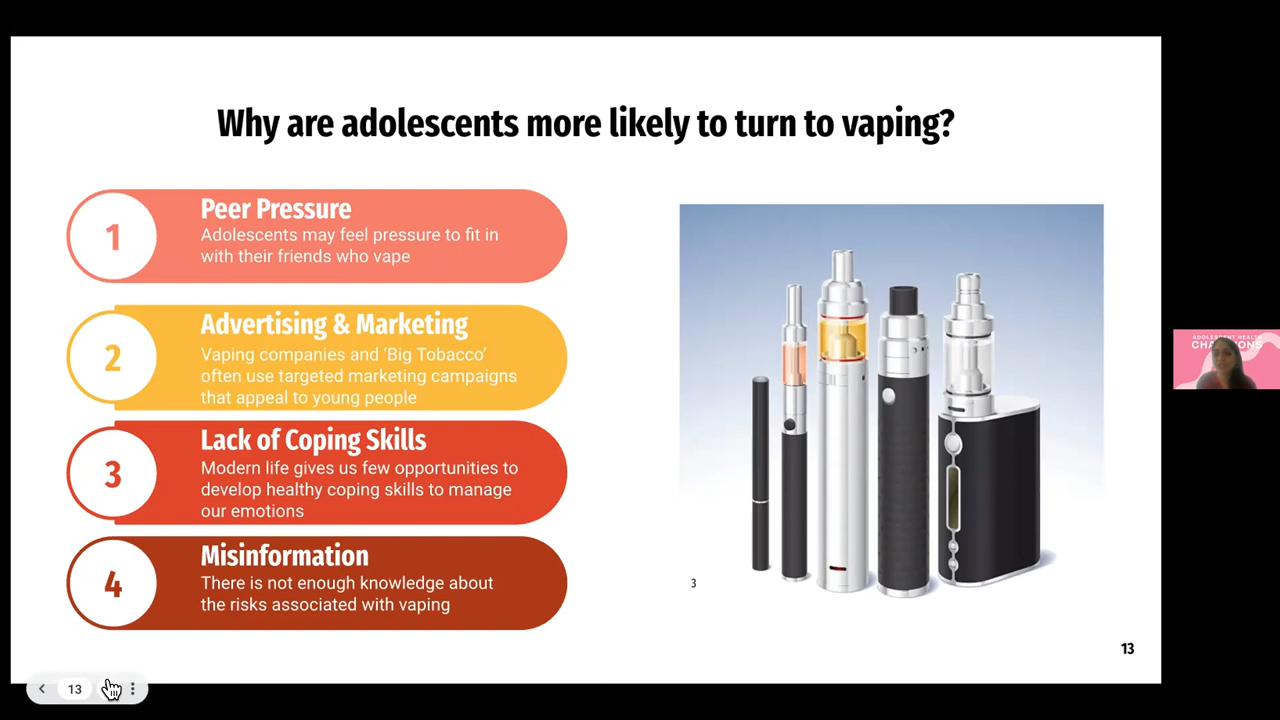 Why are adolescents more likely to turn to vaping?
1
Peer Pressure
Adolescents may feel pressure to fit in
with their friends who vape
2
Advertising & Marketing
Vaping companies and ‘Big Tobacco’
often use targeted marketing campaigns
that appeal to young people
3
Lack of Coping Skills
Modern life gives us few opportunities to
develop healthy coping skills to manage
our emotions
4
Misinformation
There is not enough knowledge about
the risks associated with vaping
3
13
13
ADOLESCENT HEALTH